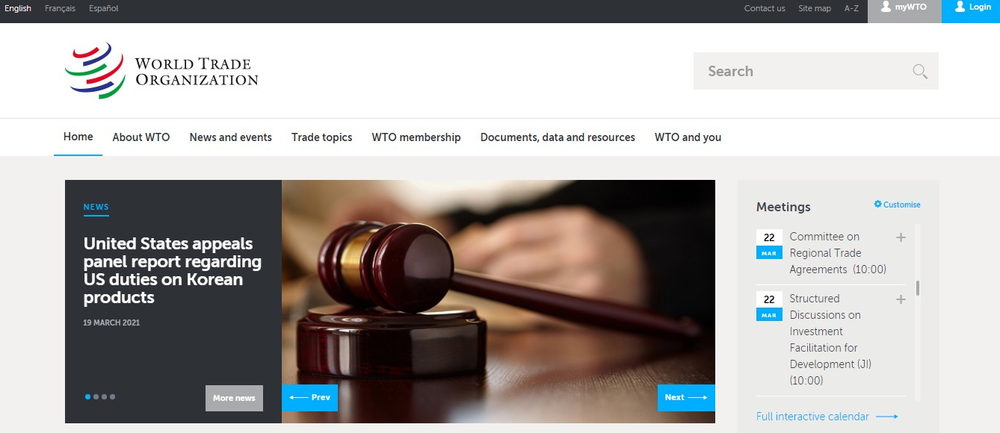 English Français Español
Contact us Site map A-Z myWTO Login
WORLD TRADE
ORGANIZATION
Search
Home About WTO News and events Trade topics WTO membership Documents, data and resources WTO and you
NEWS
United States appeals
panel report regarding
US duties on Korean
products
19 MARCH 2021
More news
Prev
Next
Meetings
Customise
22
MAR
Committee on
Regional Trade
Agreements (10:00)
22
MAR
Structured
Discussions on
Investment
Facilitation for
Development (JI)
(10:00)
Full interactive calendar